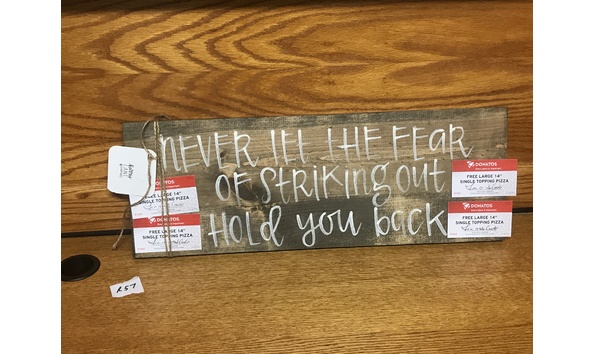 NEVER LET THE FEAR
OF STRIKING OUT
HOLD YOU BACK
DONATOS
FREE LARGE 14"
SINGLE TOPPING PIZZA
DONATOS
FREE LARGE 14"
SINGLE TOPPING PIZZA
DONATOS
FREE LARGE 14"
SINGLE TOPPING PIZZA
DONATOS
FREE LARGE 14"
SINGLE TOPPING PIZZA
R57